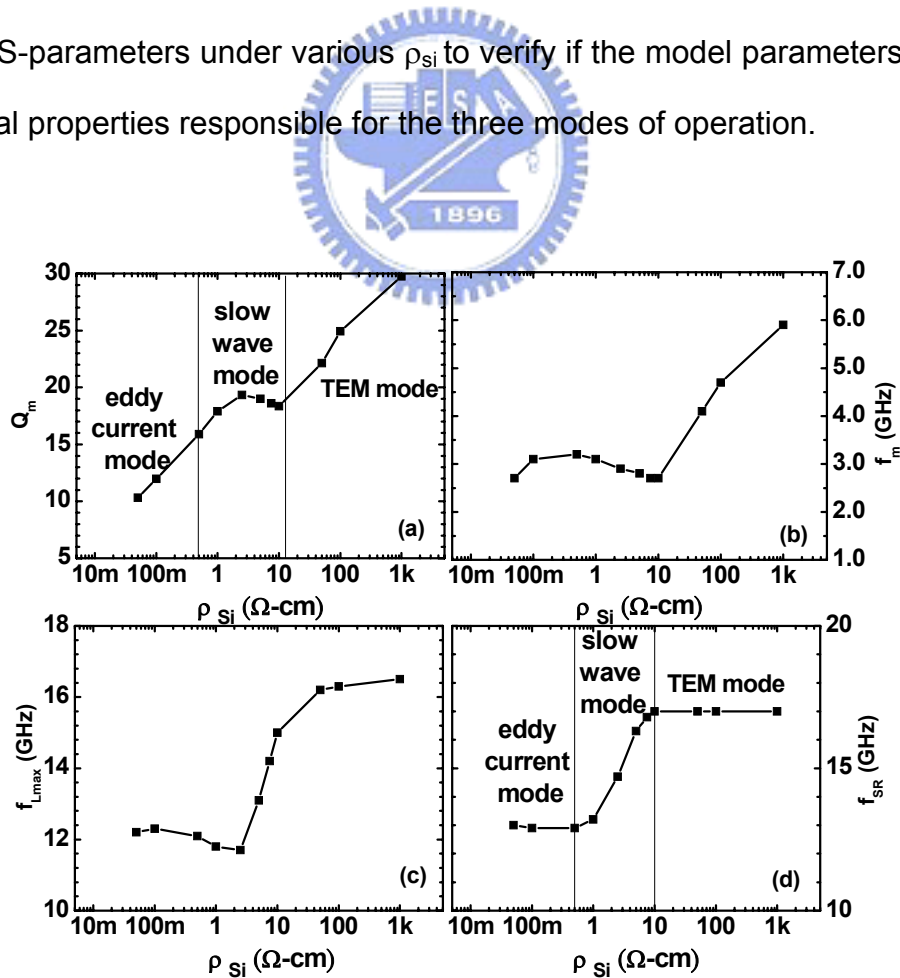 S-parameters under various ρsi to verify if the model parameters
al properties responsible for the three modes of operation.
ES A
1896
30
25
20
15
10
5
Qm
eddy
current
mode
slow
wave
mode
TEM mode
(a)
10m 100m 1 10 100 1k
ρ Si (Ω-cm)
7.0
6.0
5.0
4.0
3.0
2.0
1.0
fm (GHz)
(b)
10m 100m 1 10 100 1k
ρ Si (Ω-cm)
18
16
14
12
10
fLmax (GHz)
(c)
10m 100m 1 10 100 1k
ρ Si (Ω-cm)
20
15
10
fSR (GHz)
eddy
current
mode
slow
wave
mode
TEM mode
(d)
10m 100m 1 10 100 1k
ρ Si (Ω-cm)